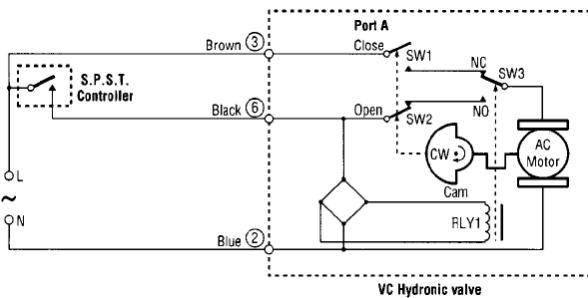 Port A
Brown ③
Close
SW1
NC
SW3
S.P.S.T.
Controller
Black ⑥
Open
SW2
NO
CW
AC
Motor
Cam
L
~
N
RLY1
Blue ②
VC Hydronic valve